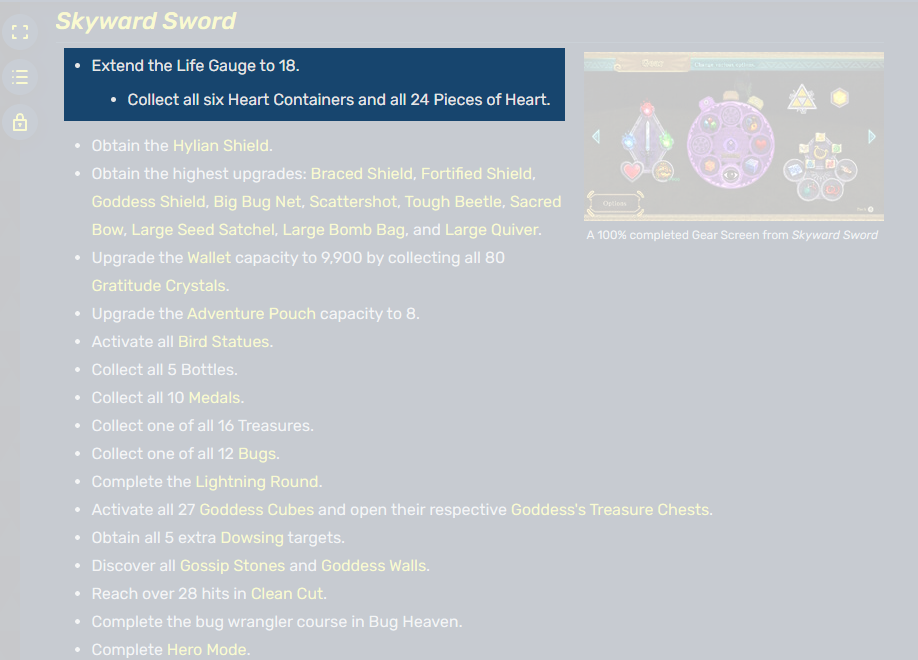 Skyward Sword
Extend the Life Gauge to 18.
Collect all six Heart Containers and all 24 Pieces of Heart.
Obtain the Hylian Shield.
Obtain the highest upgrades: Braced Shield, Fortified Shield,
Goddess Shield, Big Bug Net, Scattershot, Tough Beetle, Sacred
Bow, Large Seed Satchel, Large Bomb Bag, and Large Quiver.
Upgrade the Wallet capacity to 9,900 by collecting all 80
Gratitude Crystals.
Upgrade the Adventure Pouch capacity to 8.
Activate all Bird Statues.
Collect all 5 Bottles.
Collect all 10 Medals.
Collect one of all 16 Treasures.
Collect one of all 12 Bugs.
Complete the Lightning Round.
Activate all 27 Goddess Cubes and open their respective Goddess's Treasure Chests.
Obtain all 5 extra Dowsing targets.
Discover all Gossip Stones and Goddess Walls.
Reach over 28 hits in Clean Cut.
Complete the bug wrangler course in Bug Heaven.
Complete Hero Mode.
Gear
Options
A 100% completed Gear Screen from Skyward Sword